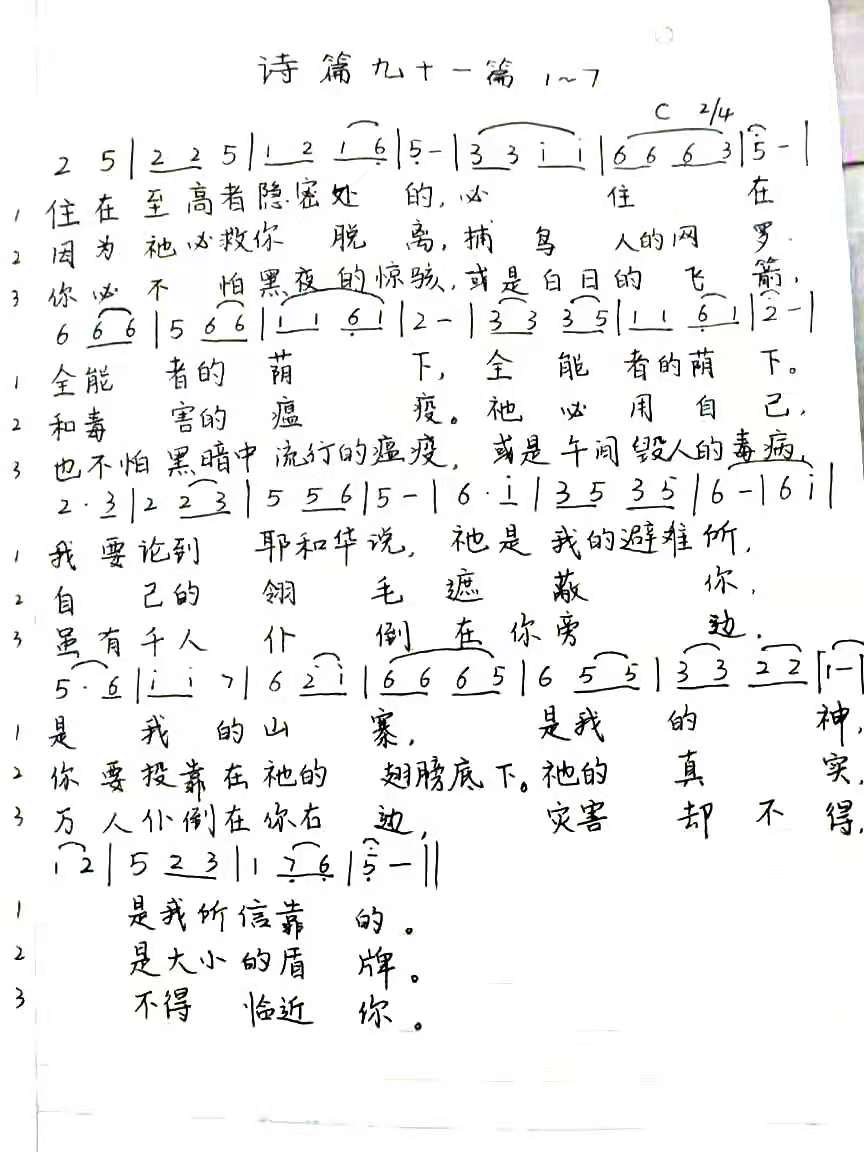 诗篇九十一篇 1~7
C 2/4
2 5 | 2 2 5 | 1 2 1 6 | 5 - | 3 3 i i | 6 6 6 3 | 5 - |
1 住在至高者隐密处的,必住在
2 因为祂必救你脱离,捕鸟人的网罗.
3 你必不怕黑夜的惊骇,或是白日的飞箭,
6 6 6 | 5 6 6 | 1 1 6 1 | 2 - | 3 3 3 5 | 1 1 6 1 | 2 - |
1 全能者的荫下,全能者的荫下。
2 和毒害的瘟疫。祂必用自己,
3 也不怕黑暗中流行的瘟疫,或是午间毁人的毒病,
2 · 3 | 2 2 3 | 5 5 6 | 5 - | 6 · i | 3 5 3 5 | 6 - | 6 i |
1 我要论到耶和华说,祂是我的避难所,
2 自己的翎毛遮蔽你,
3 虽有千人仆倒在你旁边.
5 · 6 | i i 7 | 6 2 i | 6 6 6 5 | 6 5 5 | 3 3 2 2 | 1 - |
1 是我的山寨,是我的神,
2 你要投靠在祂的翅膀底下。祂的真实,
3 万人仆倒在你右边,灾害却不得,
1 2 | 5 2 3 | 1 7 6 | 5 - ||
1 是我所信靠的。
2 是大小的盾牌。
3 不得临近你。